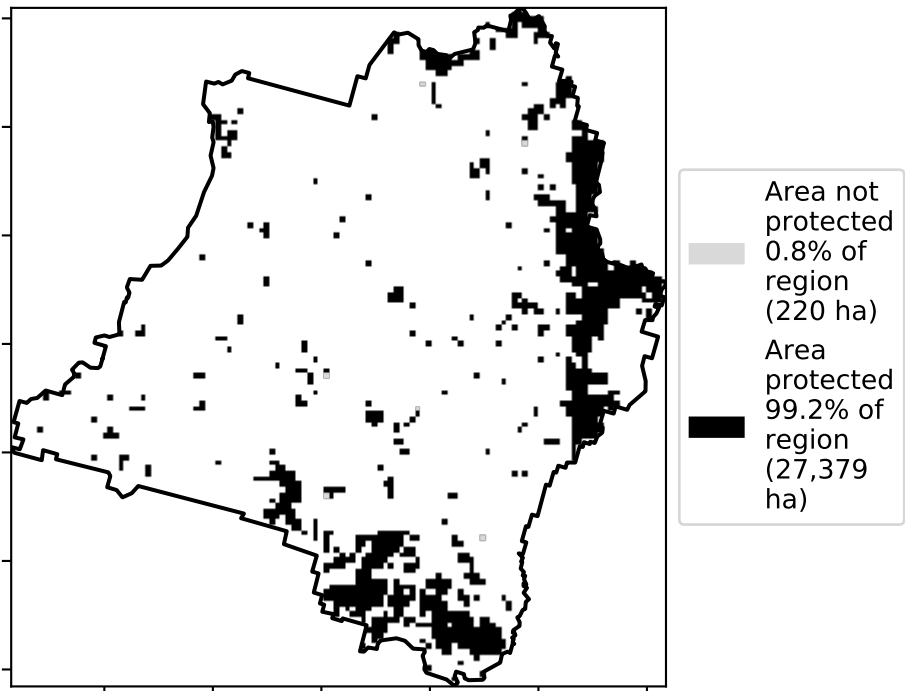 Area not
protected
0.8% of
region
(220 ha)
Area
protected
99.2% of
region
(27,379
ha)